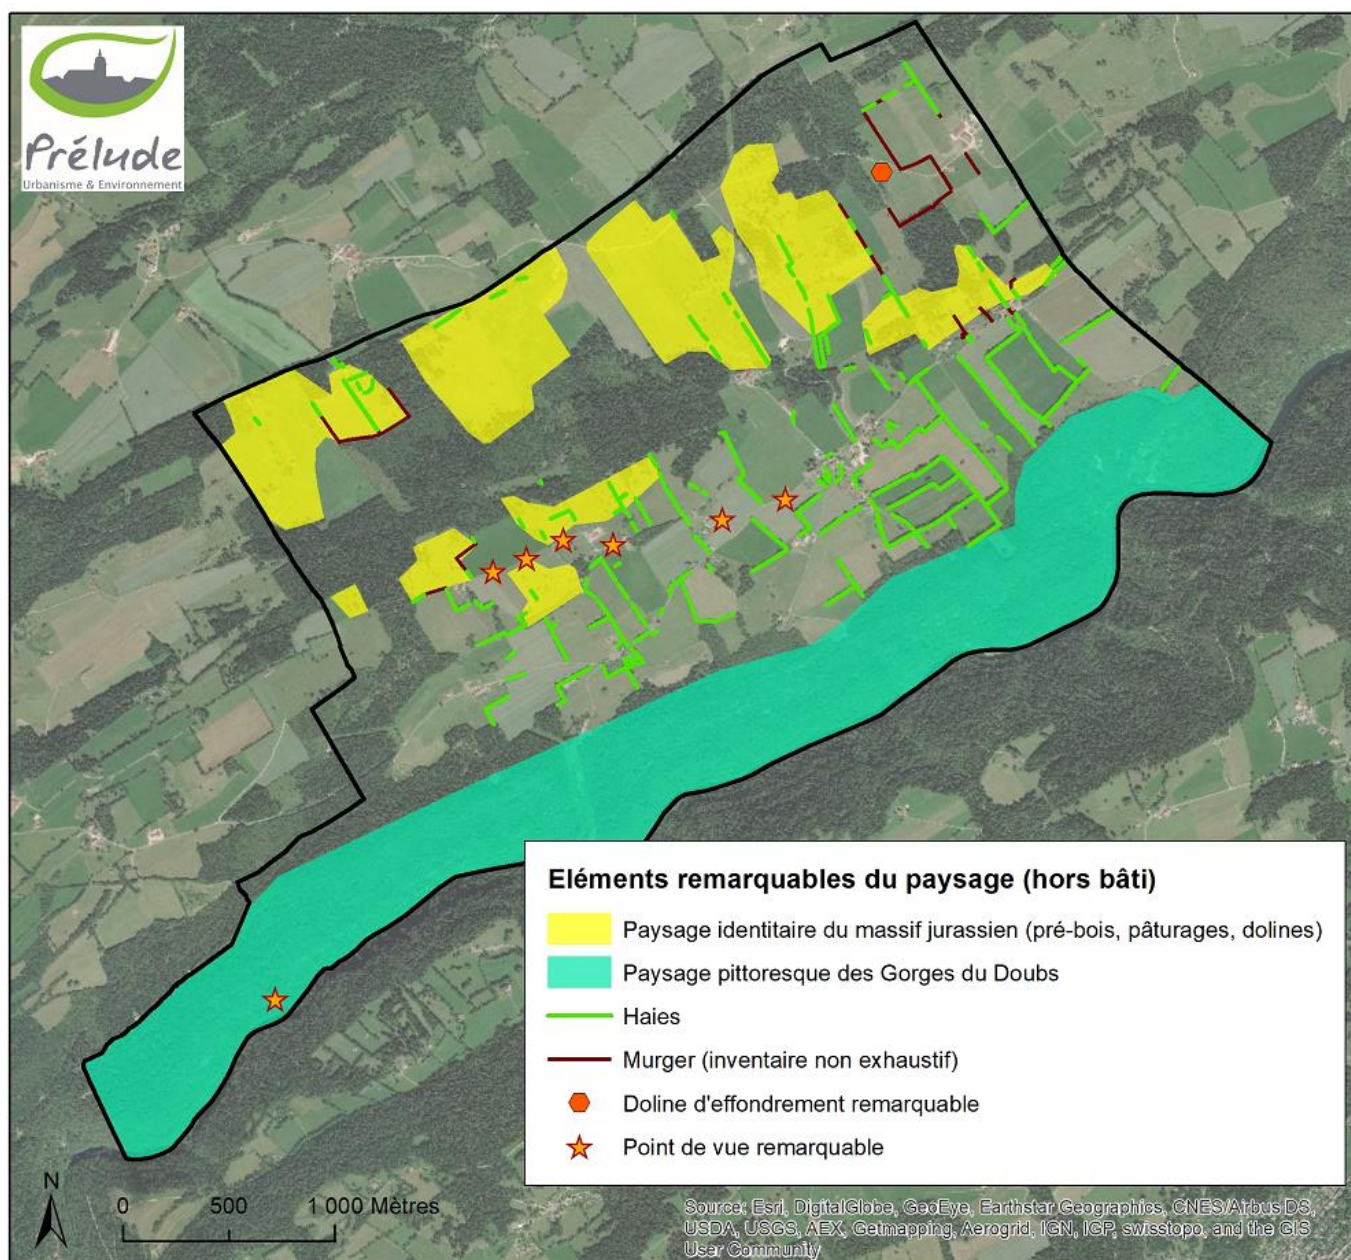 Prélude
Urbanisme & Environnement
Eléments remarquables du paysage (hors bâti)
Paysage identitaire du massif jurassien (pré-bois, pâturages, dolines)
Paysage pittoresque des Gorges du Doubs
Haies
Murger (inventaire non exhaustif)
Doline d'effondrement remarquable
Point de vue remarquable
N
0 500 1 000 Mètres
Source: Esri, DigitalGlobe, GeoEye, Earthstar Geographics, CNES/Airbus DS,
USDA, USGS, AEX, Getmapping, Aerogrid, IGN, IGP, swisstopo, and the GIS
User Community